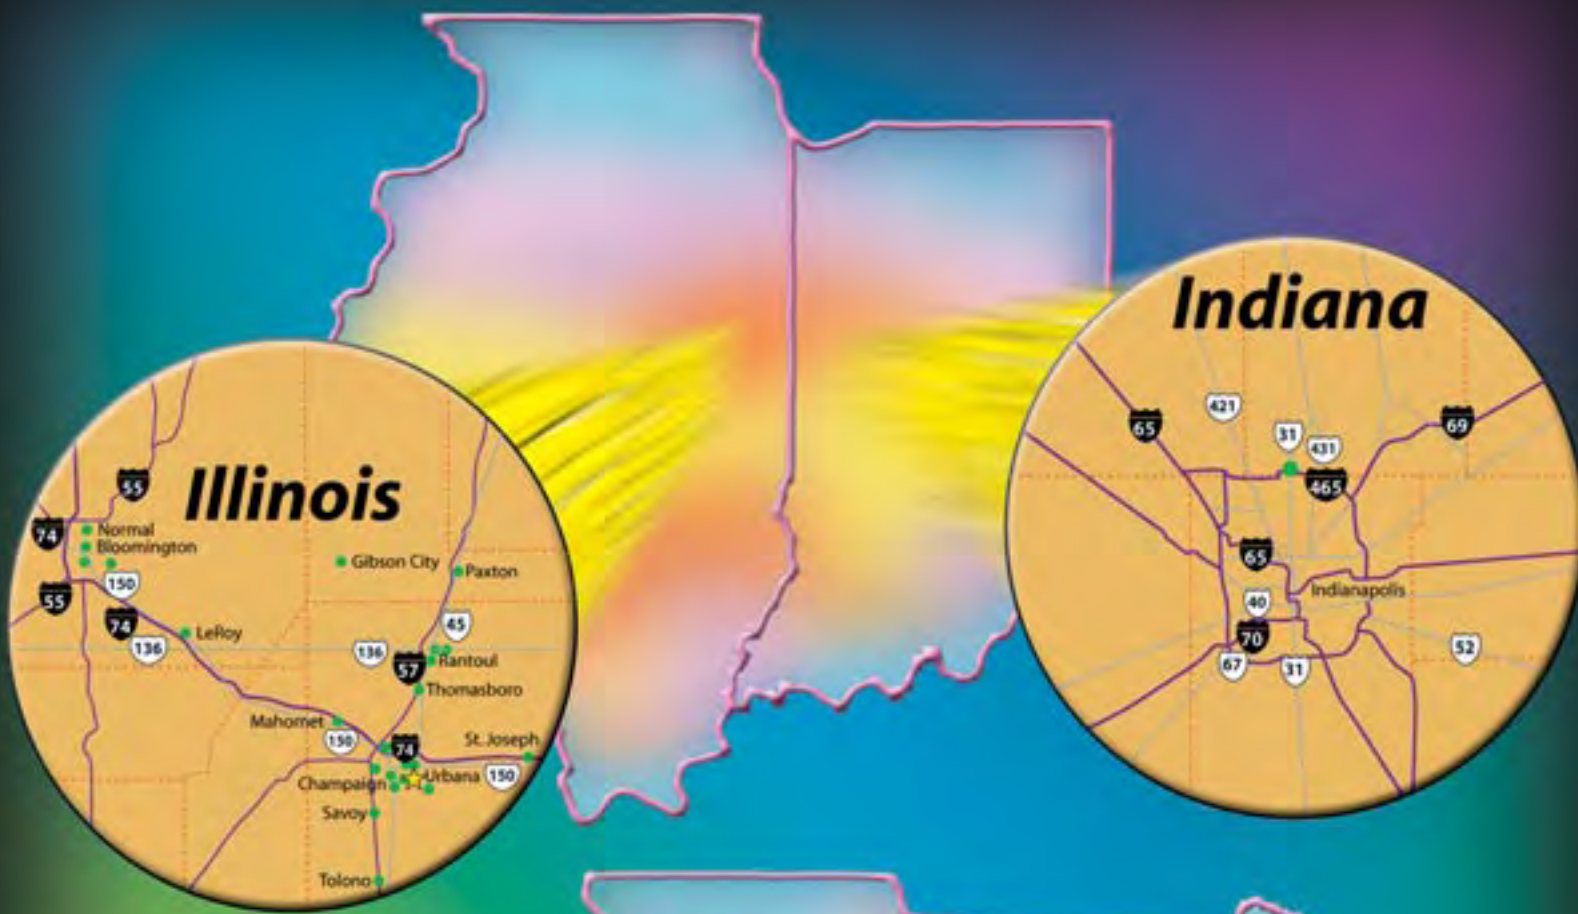 Indiana
421
65
31
431
69
465
65
Indianapolis
40
70
67
31
52
Illinois
55
74
Normal
Bloomington
Gibson City
Paxton
150
55
74
136
LeRoy
45
136
57
Rantoul
Thomasboro
Mahomet
150
74
St. Joseph
Champaign
Urbana
150
Savoy
Tolono